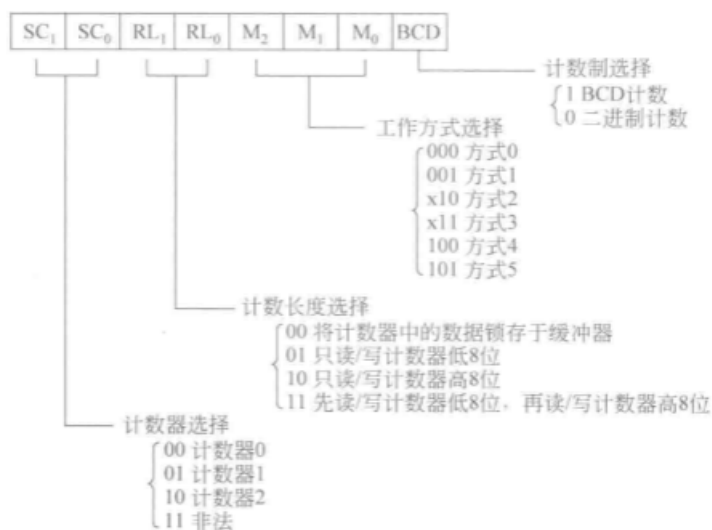 SC₁ SC₀ RL₁ RL₀ M₂ M₁ M₀ BCD
计数制选择
1 BCD计数
0 二进制计数
工作方式选择
000 方式0
001 方式1
x10 方式2
x11 方式3
100 方式4
101 方式5
计数长度选择
00 将计数器中的数据锁存于缓冲器
01 只读/写计数器低8位
10 只读/写计数器高8位
11 先读/写计数器低8位，再读/写计数器高8位
计数器选择
00 计数器0
01 计数器1
10 计数器2
11 非法